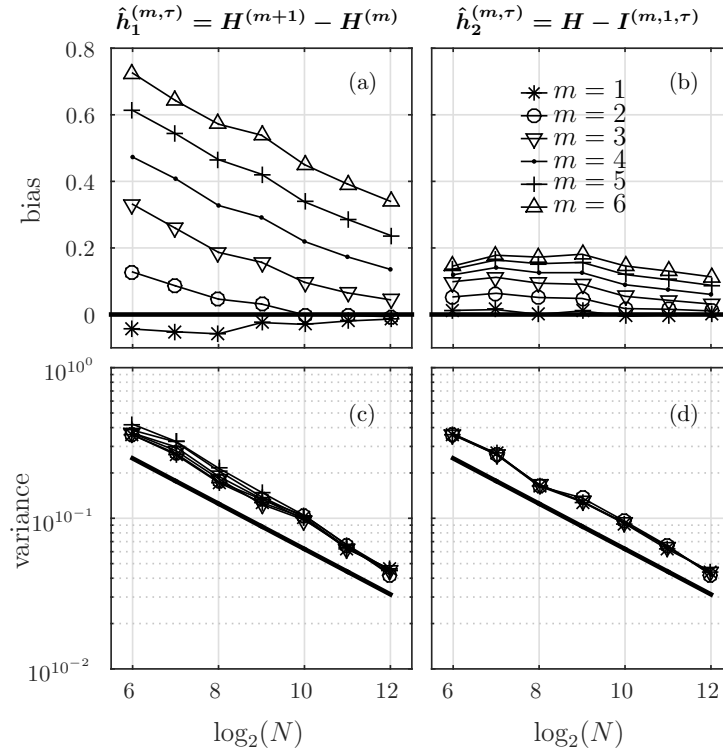 ĥ₁^(m,τ) = H^(m+1) − H^(m)
ĥ₂^(m,τ) = H − I^(m,1,τ)
bias
0.8
0.6
0.4
0.2
0
(a)
(b)
m = 1
m = 2
m = 3
m = 4
m = 5
m = 6
variance
10^0
10^−1
10^−2
(c)
(d)
6 8 10 12
6 8 10 12
log₂(N)
log₂(N)